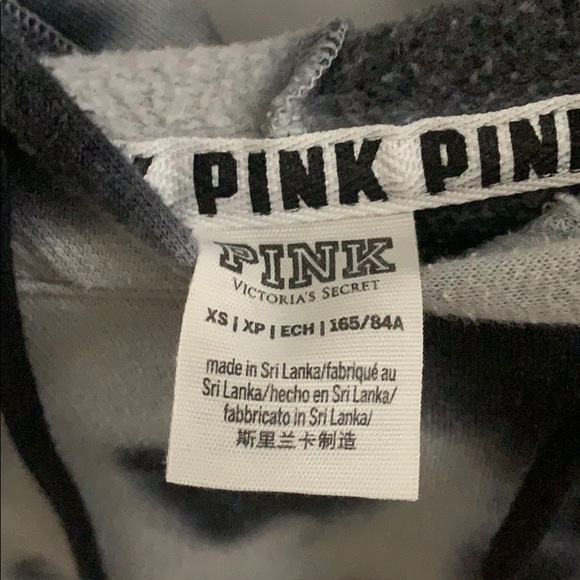 PINK PINK
PINK
VICTORIA'S SECRET
XS | XP | ECH | 165/84A
made in Sri Lanka/fabriqué au
Sri Lanka/hecho en Sri Lanka/
fabbricato in Sri Lanka/
斯里兰卡制造